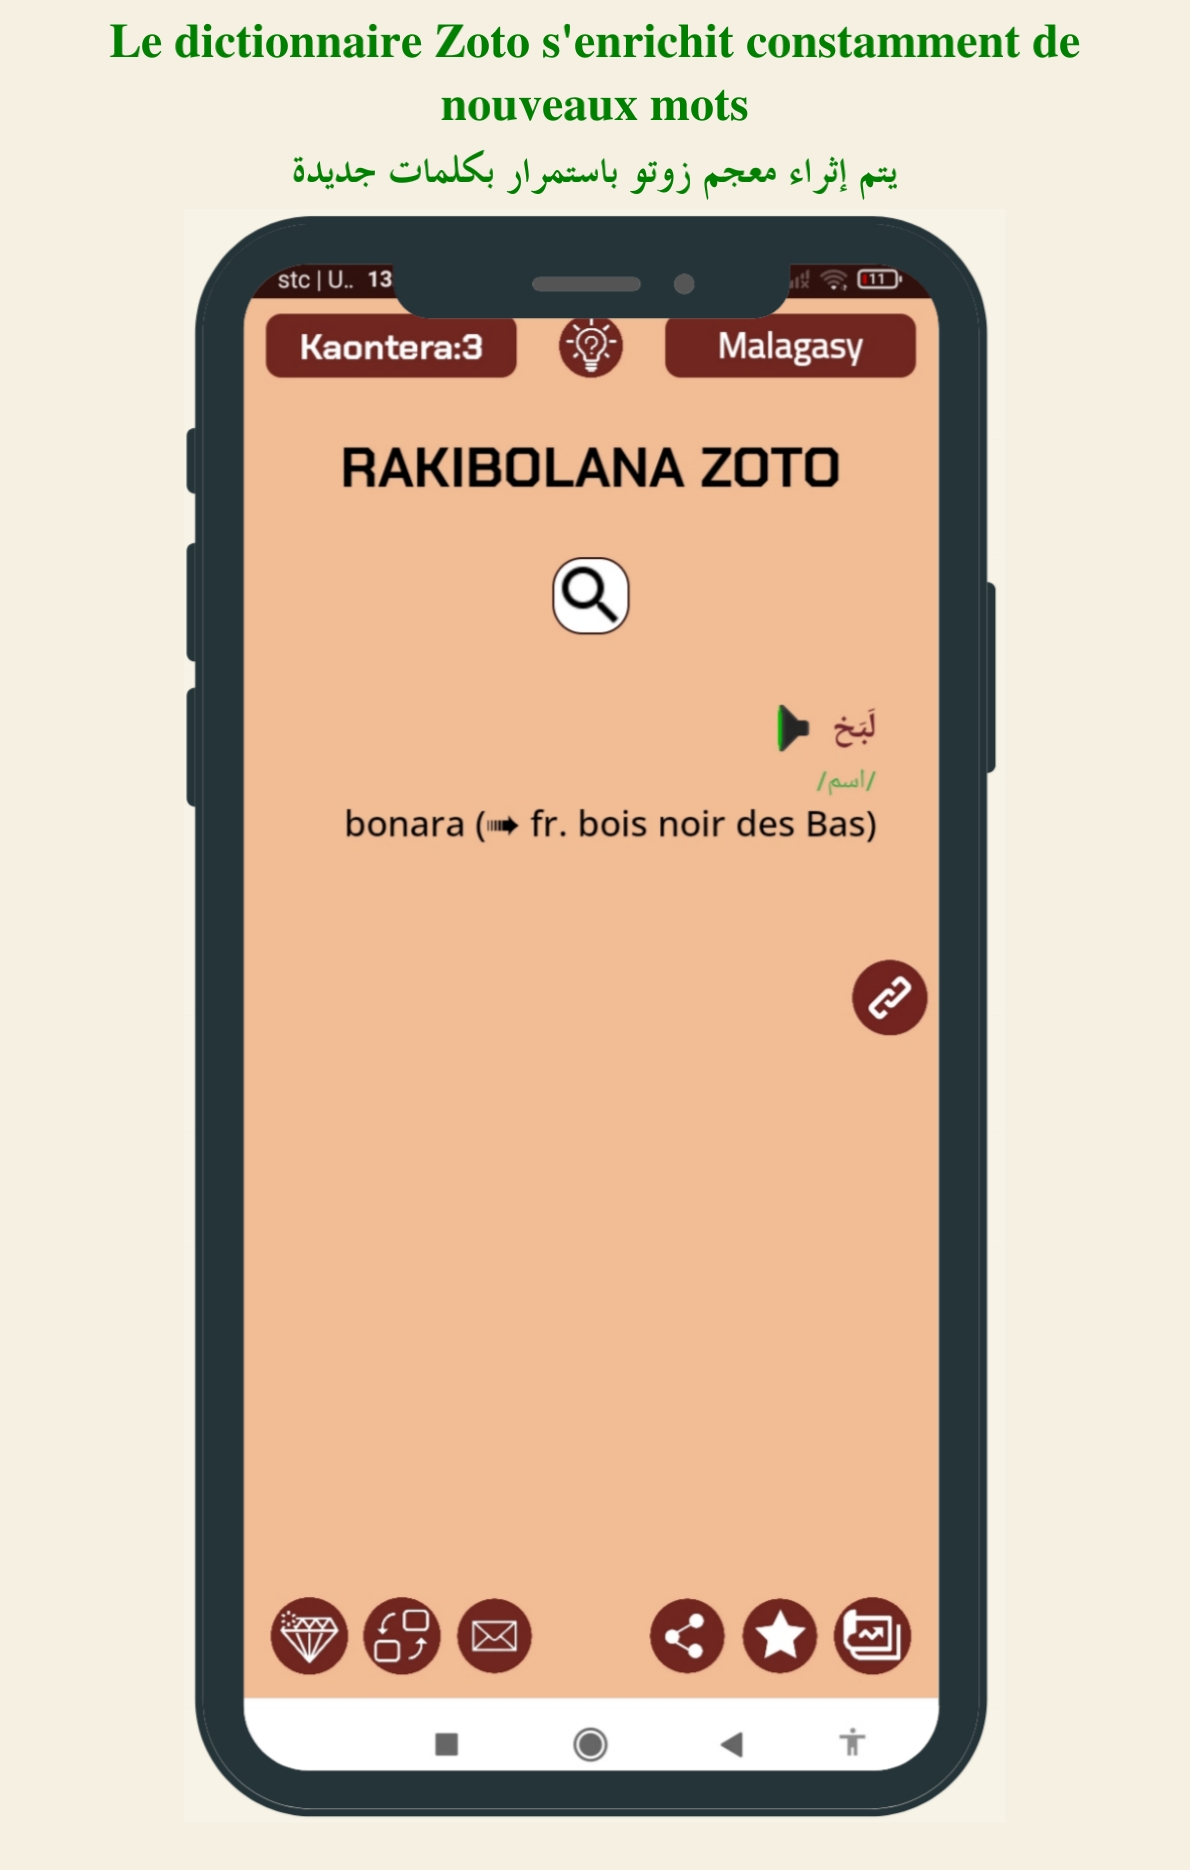 Le dictionnaire Zoto s'enrichit constamment de
nouveaux mots
يتم إثراء معجم زوتو باستمرار بكلمات جديدة
stc | U.. 13
11
Kaontera:3
Malagasy
RAKIBOLANA ZOTO
لَبَخ
/اسم/
bonara (➠ fr. bois noir des Bas)